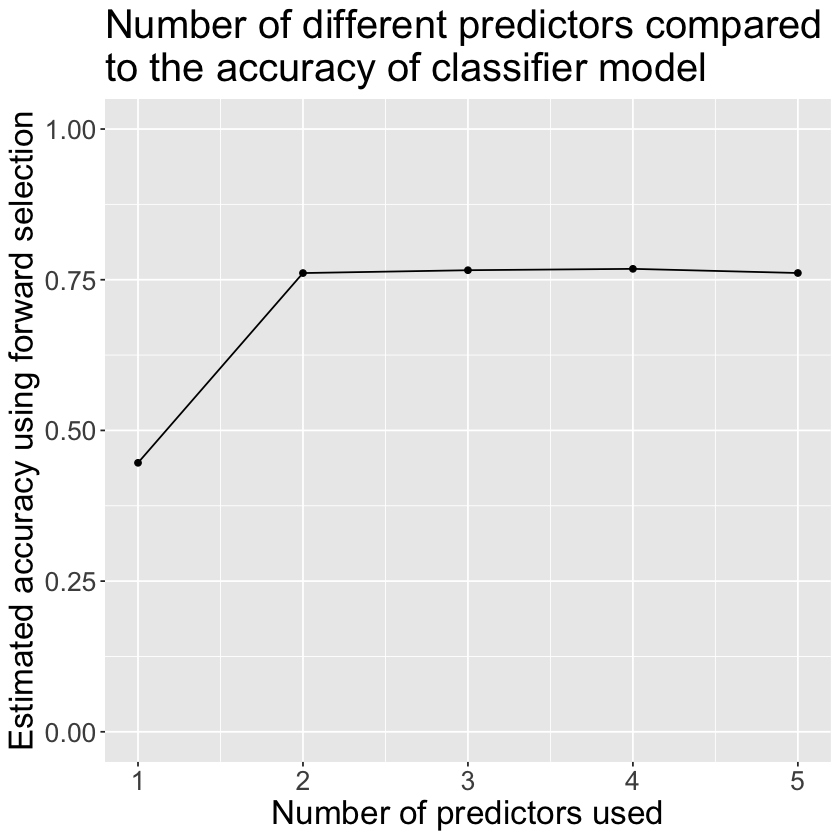 Number of different predictors compared
to the accuracy of classifier model
Estimated accuracy using forward selection
1.00
0.75
0.50
0.25
0.00
1 2 3 4 5
Number of predictors used